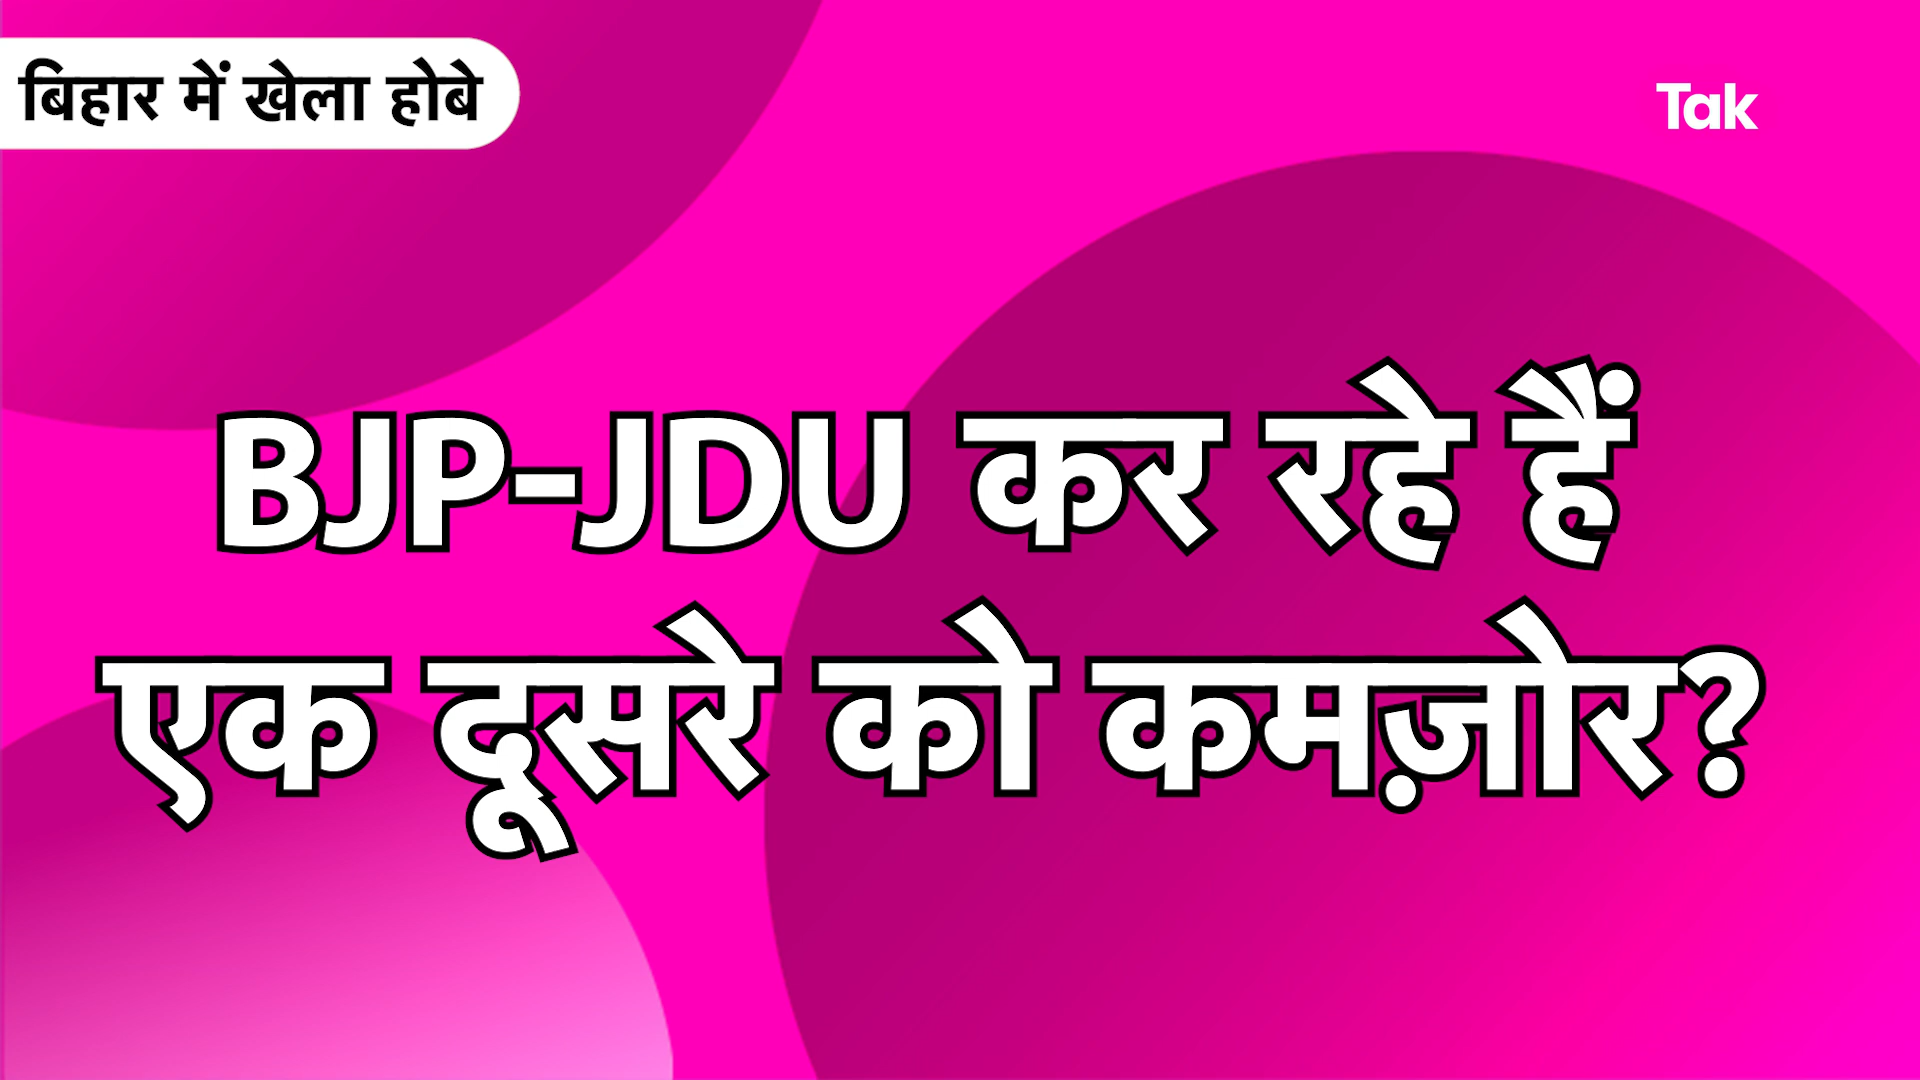 बिहार में खेला होबे
Tak
BJP-JDU कर रहे हैं
एक दूसरे को कमज़ोर?